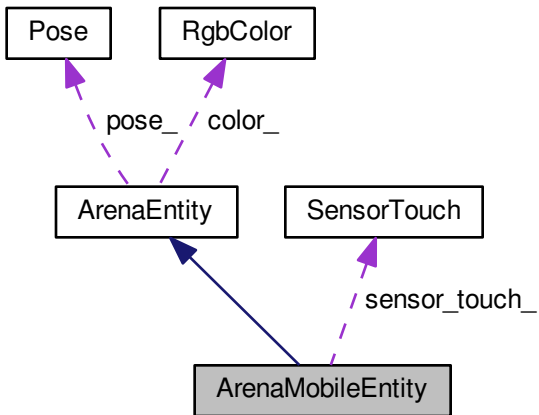 Pose
RgbColor
pose_
color_
ArenaEntity
SensorTouch
sensor_touch_
ArenaMobileEntity